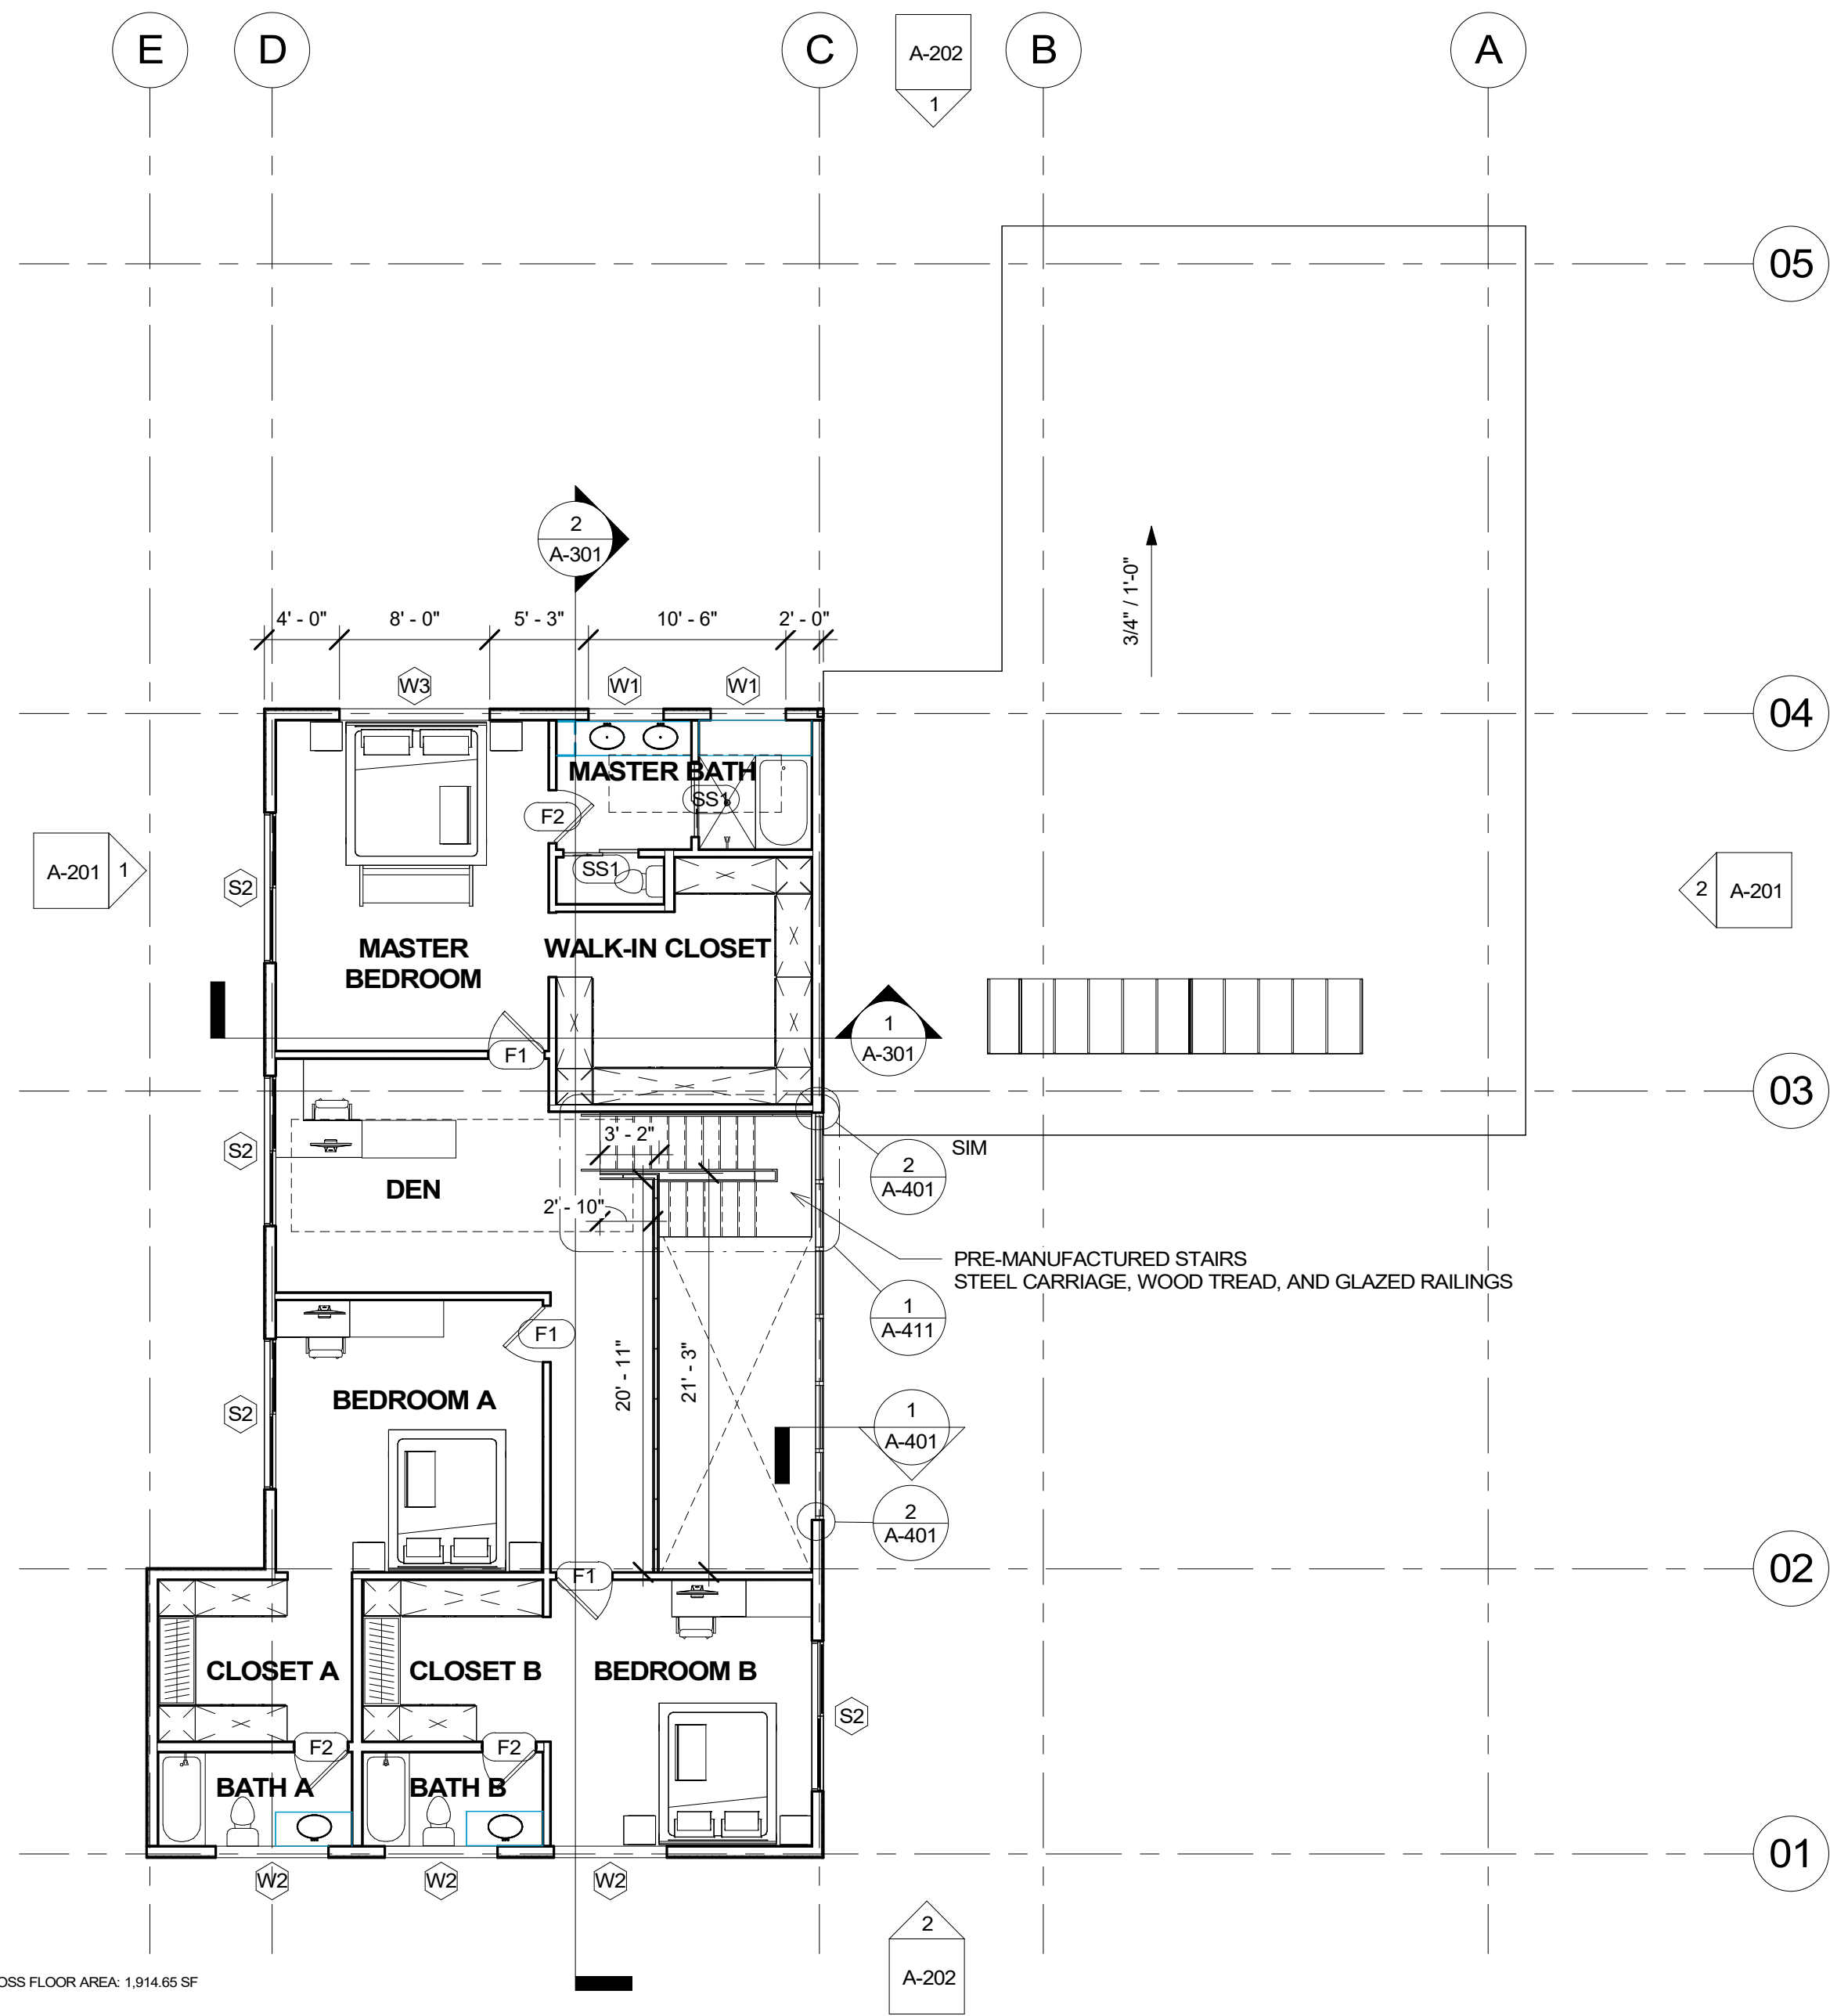 E
D
C
B
A
A-202
1
05
2
A-301
3/4" / 1'-0"
4' - 0"
8' - 0"
5' - 3"
10' - 6"
2' - 0"
W3
W1
W1
04
MASTER BATH
SS1
F2
A-201
1
SS1
S2
2
A-201
MASTER
BEDROOM
WALK-IN CLOSET
1
A-301
F1
03
3' - 2"
SIM
S2
2
A-401
DEN
2' - 10"
PRE-MANUFACTURED STAIRS
STEEL CARRIAGE, WOOD TREAD, AND GLAZED RAILINGS
1
A-411
F1
20' - 11"
21' - 3"
BEDROOM A
S2
1
A-401
2
A-401
F1
02
CLOSET A
CLOSET B
BEDROOM B
S2
F2
F2
BATH A
BATH B
01
W2
W2
W2
2
A-202
OSS FLOOR AREA: 1,914.65 SF